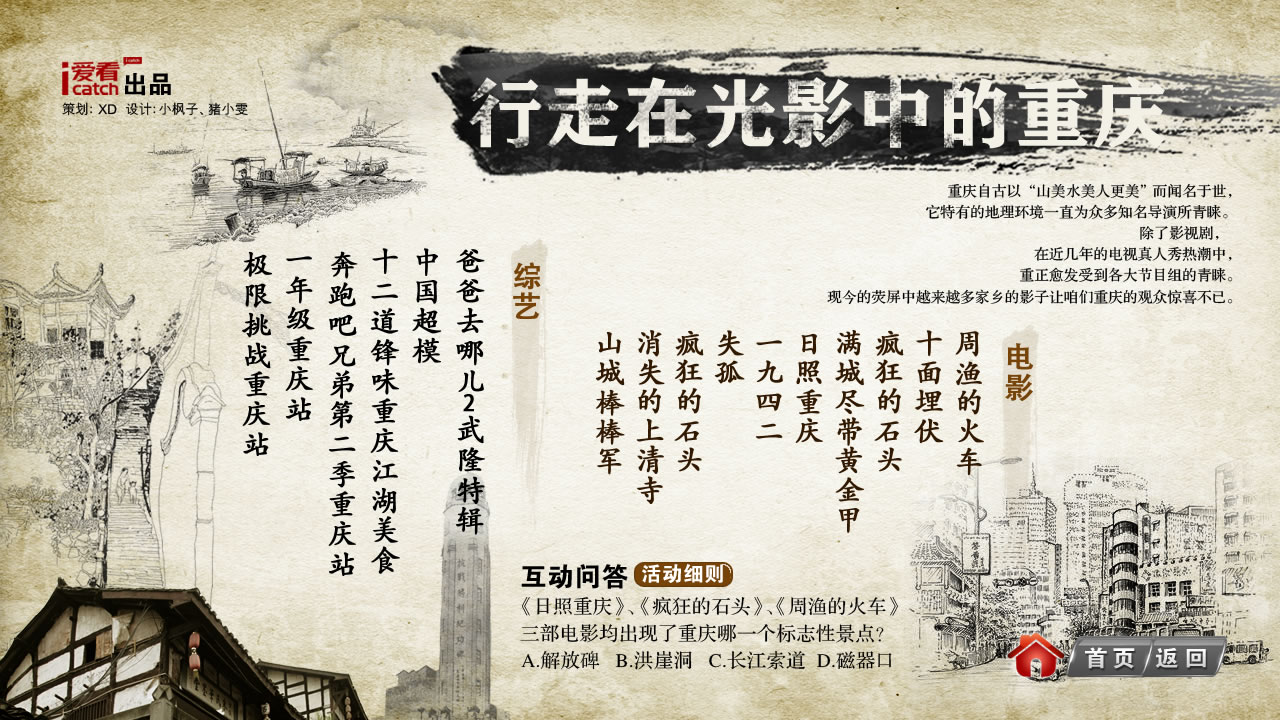 i爱看
catch
i catch
出品
策划: XD 设计: 小枫子、猪小雯
行走在光影中的重庆
重庆自古以“山美水美人更美”而闻名于世,
它特有的地理环境一直为众多知名导演所青睐。
除了影视剧,
在近几年的电视真人秀热潮中,
重正愈发受到各大节目组的青睐。
现今的荧屏中越来越多家乡的影子让咱们重庆的观众惊喜不已。
电影
周渔的火车
十面埋伏
疯狂的石头
满城尽带黄金甲
日照重庆
一九四二
失孤
疯狂的石头
消失的上清寺
山城棒棒军
综艺
爸爸去哪儿2武隆特辑
中国超模
十二道锋味重庆江湖美食
奔跑吧兄弟第二季重庆站
一年级重庆站
极限挑战重庆站
互动问答 活动细则
《日照重庆》、《疯狂的石头》、《周渔的火车》
三部电影均出现了重庆哪一个标志性景点?
A.解放碑 B.洪崖洞 C.长江索道 D.磁器口
首页 返回